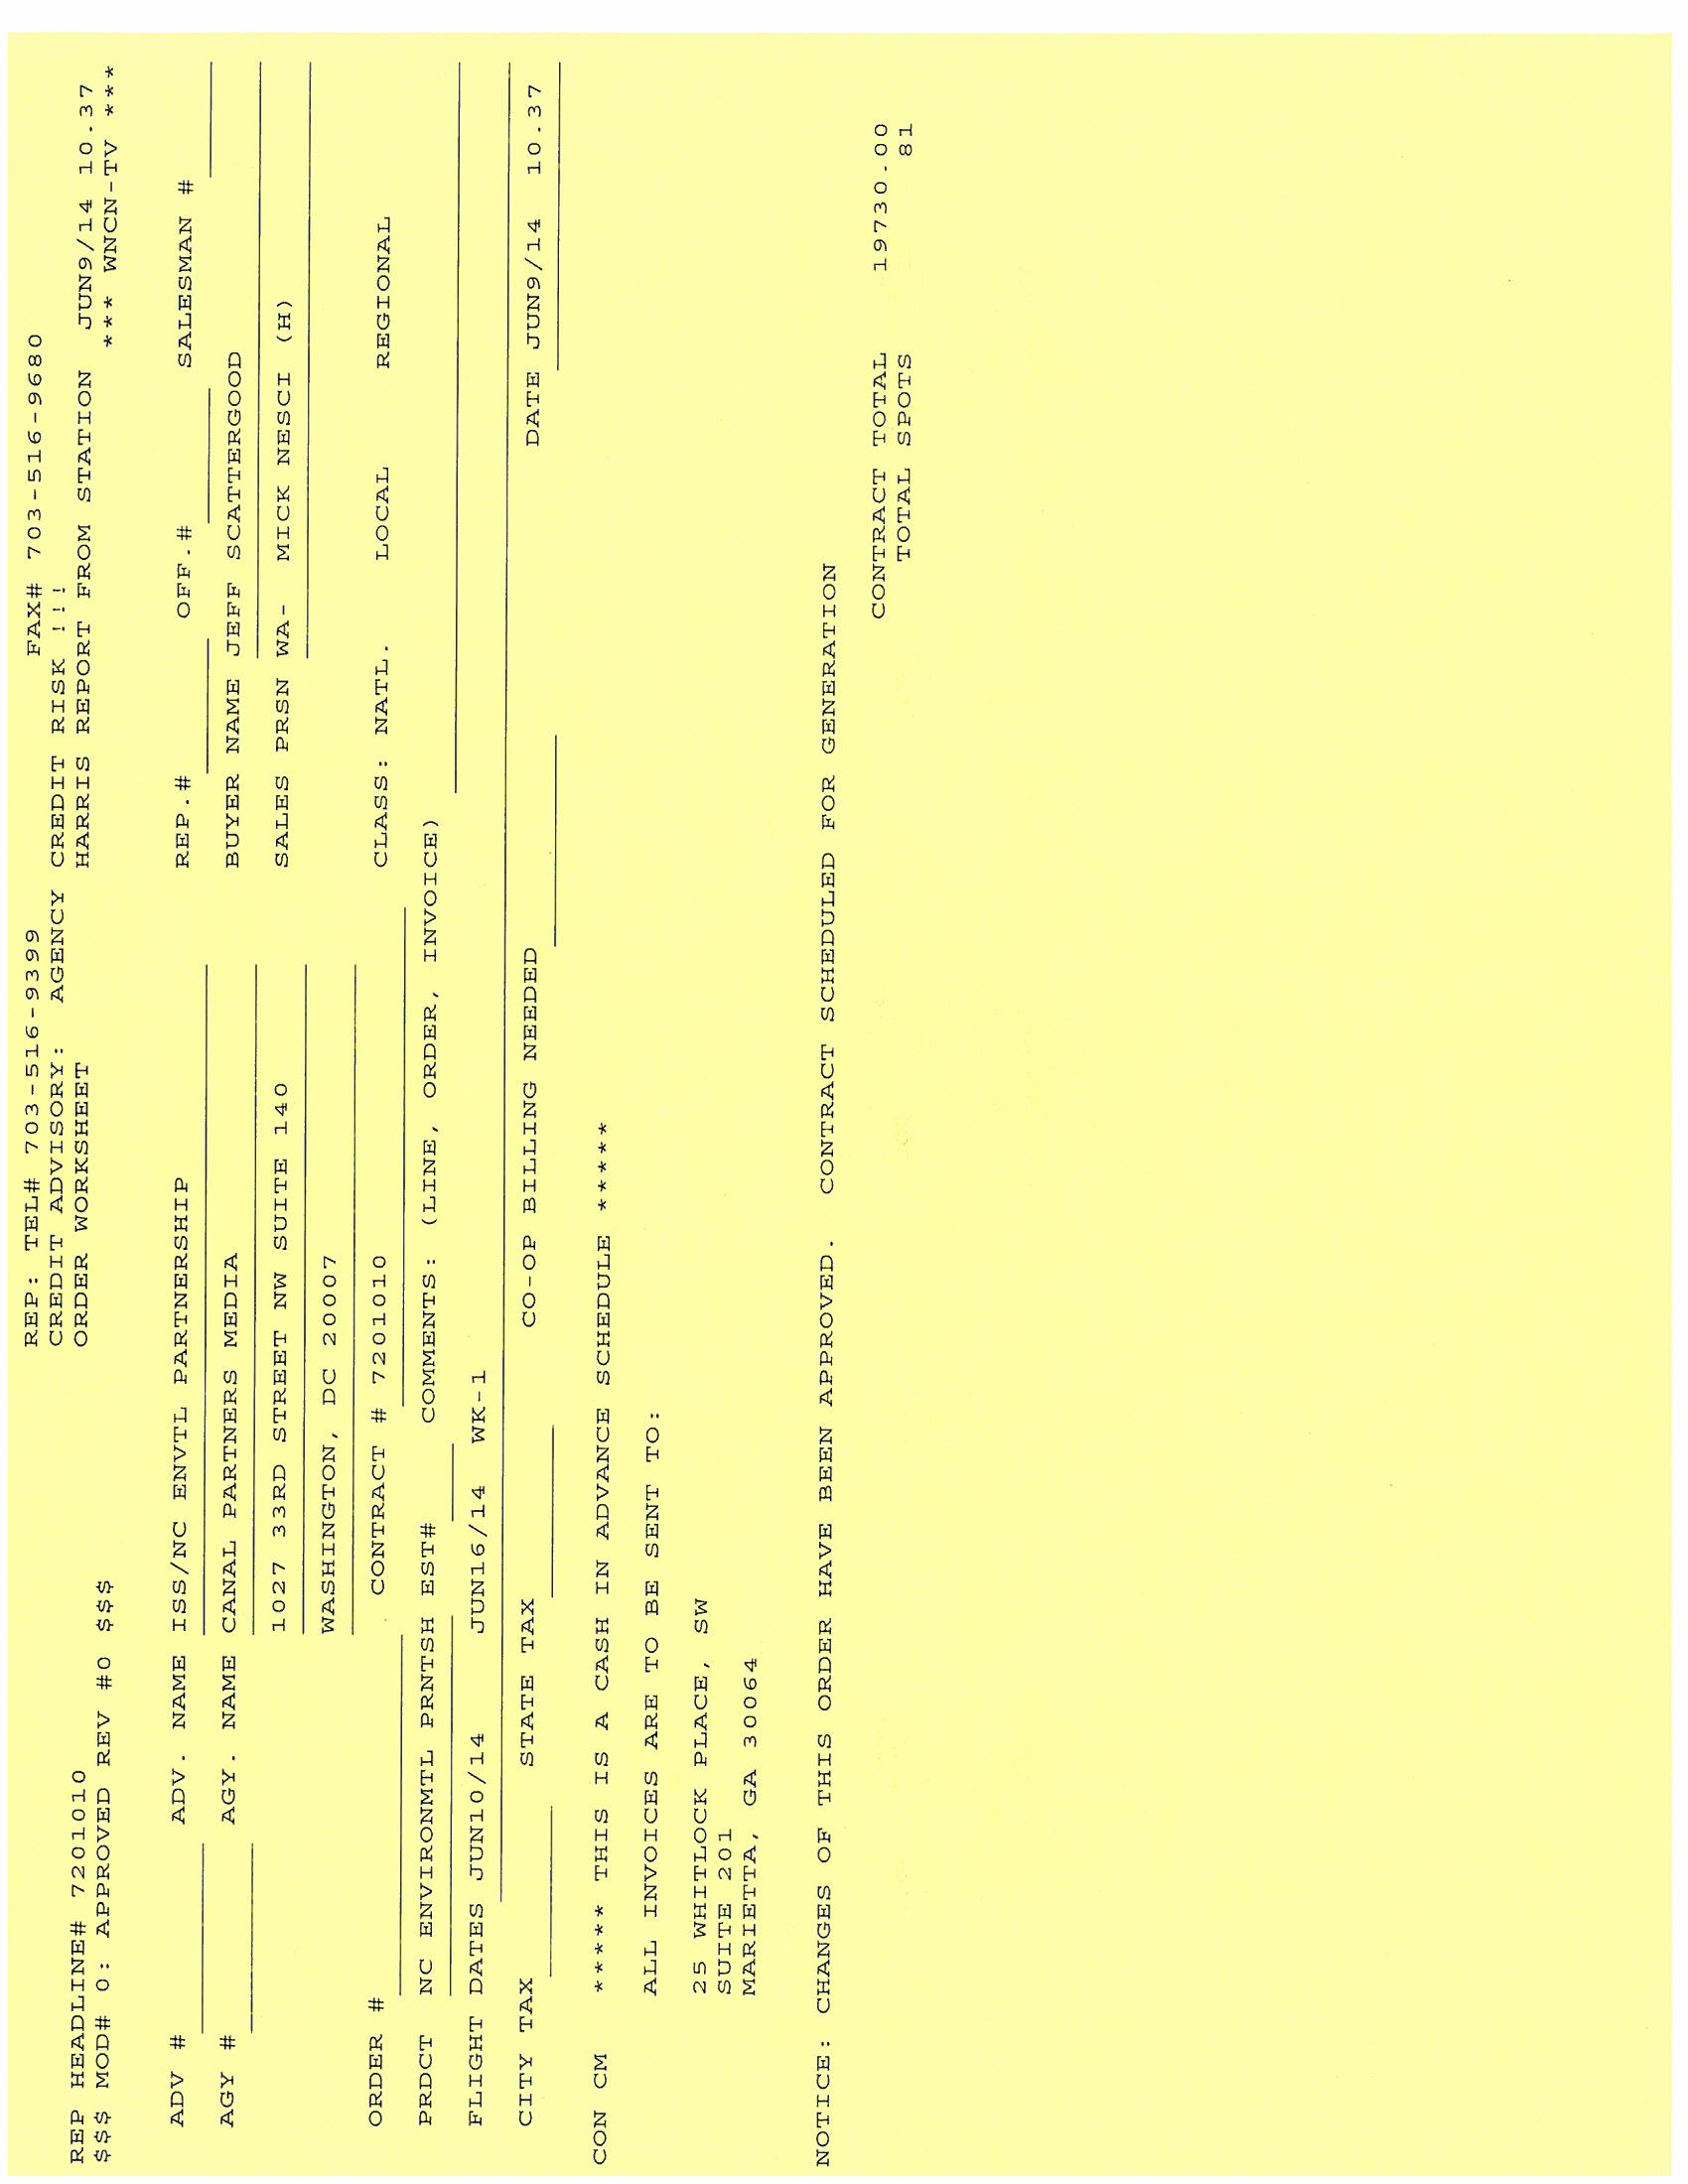 REP: TEL# 703-516-9399 FAX# 703-516-9680
CREDIT ADVISORY: AGENCY CREDIT RISK !!!
REP HEADLINE# 7201010 ORDER WORKSHEET HARRIS REPORT FROM STATION JUN9/14 10.37
$$$ MOD# 0: APPROVED REV #0 $$$ *** WNCN-TV ***
ADV # ADV. NAME ISS/NC ENVTL PARTNERSHIP REP.# OFF.# SALESMAN #
AGY # AGY. NAME CANAL PARTNERS MEDIA BUYER NAME JEFF SCATTERGOOD
1027 33RD STREET NW SUITE 140 SALES PRSN WA- MICK NESCI (H)
WASHINGTON, DC 20007
ORDER # CONTRACT # 7201010 CLASS: NATL. LOCAL REGIONAL
PRDCT NC ENVIRONMTL PRNTSH EST# COMMENTS: (LINE, ORDER, INVOICE)
FLIGHT DATES JUN10/14 JUN16/14 WK-1
CITY TAX STATE TAX CO-OP BILLING NEEDED DATE JUN9/14 10.37
CON CM ***** THIS IS A CASH IN ADVANCE SCHEDULE *****
ALL INVOICES ARE TO BE SENT TO:
25 WHITLOCK PLACE, SW
SUITE 201
MARIETTA, GA 30064
NOTICE: CHANGES OF THIS ORDER HAVE BEEN APPROVED. CONTRACT SCHEDULED FOR GENERATION
CONTRACT TOTAL 19730.00
TOTAL SPOTS 81